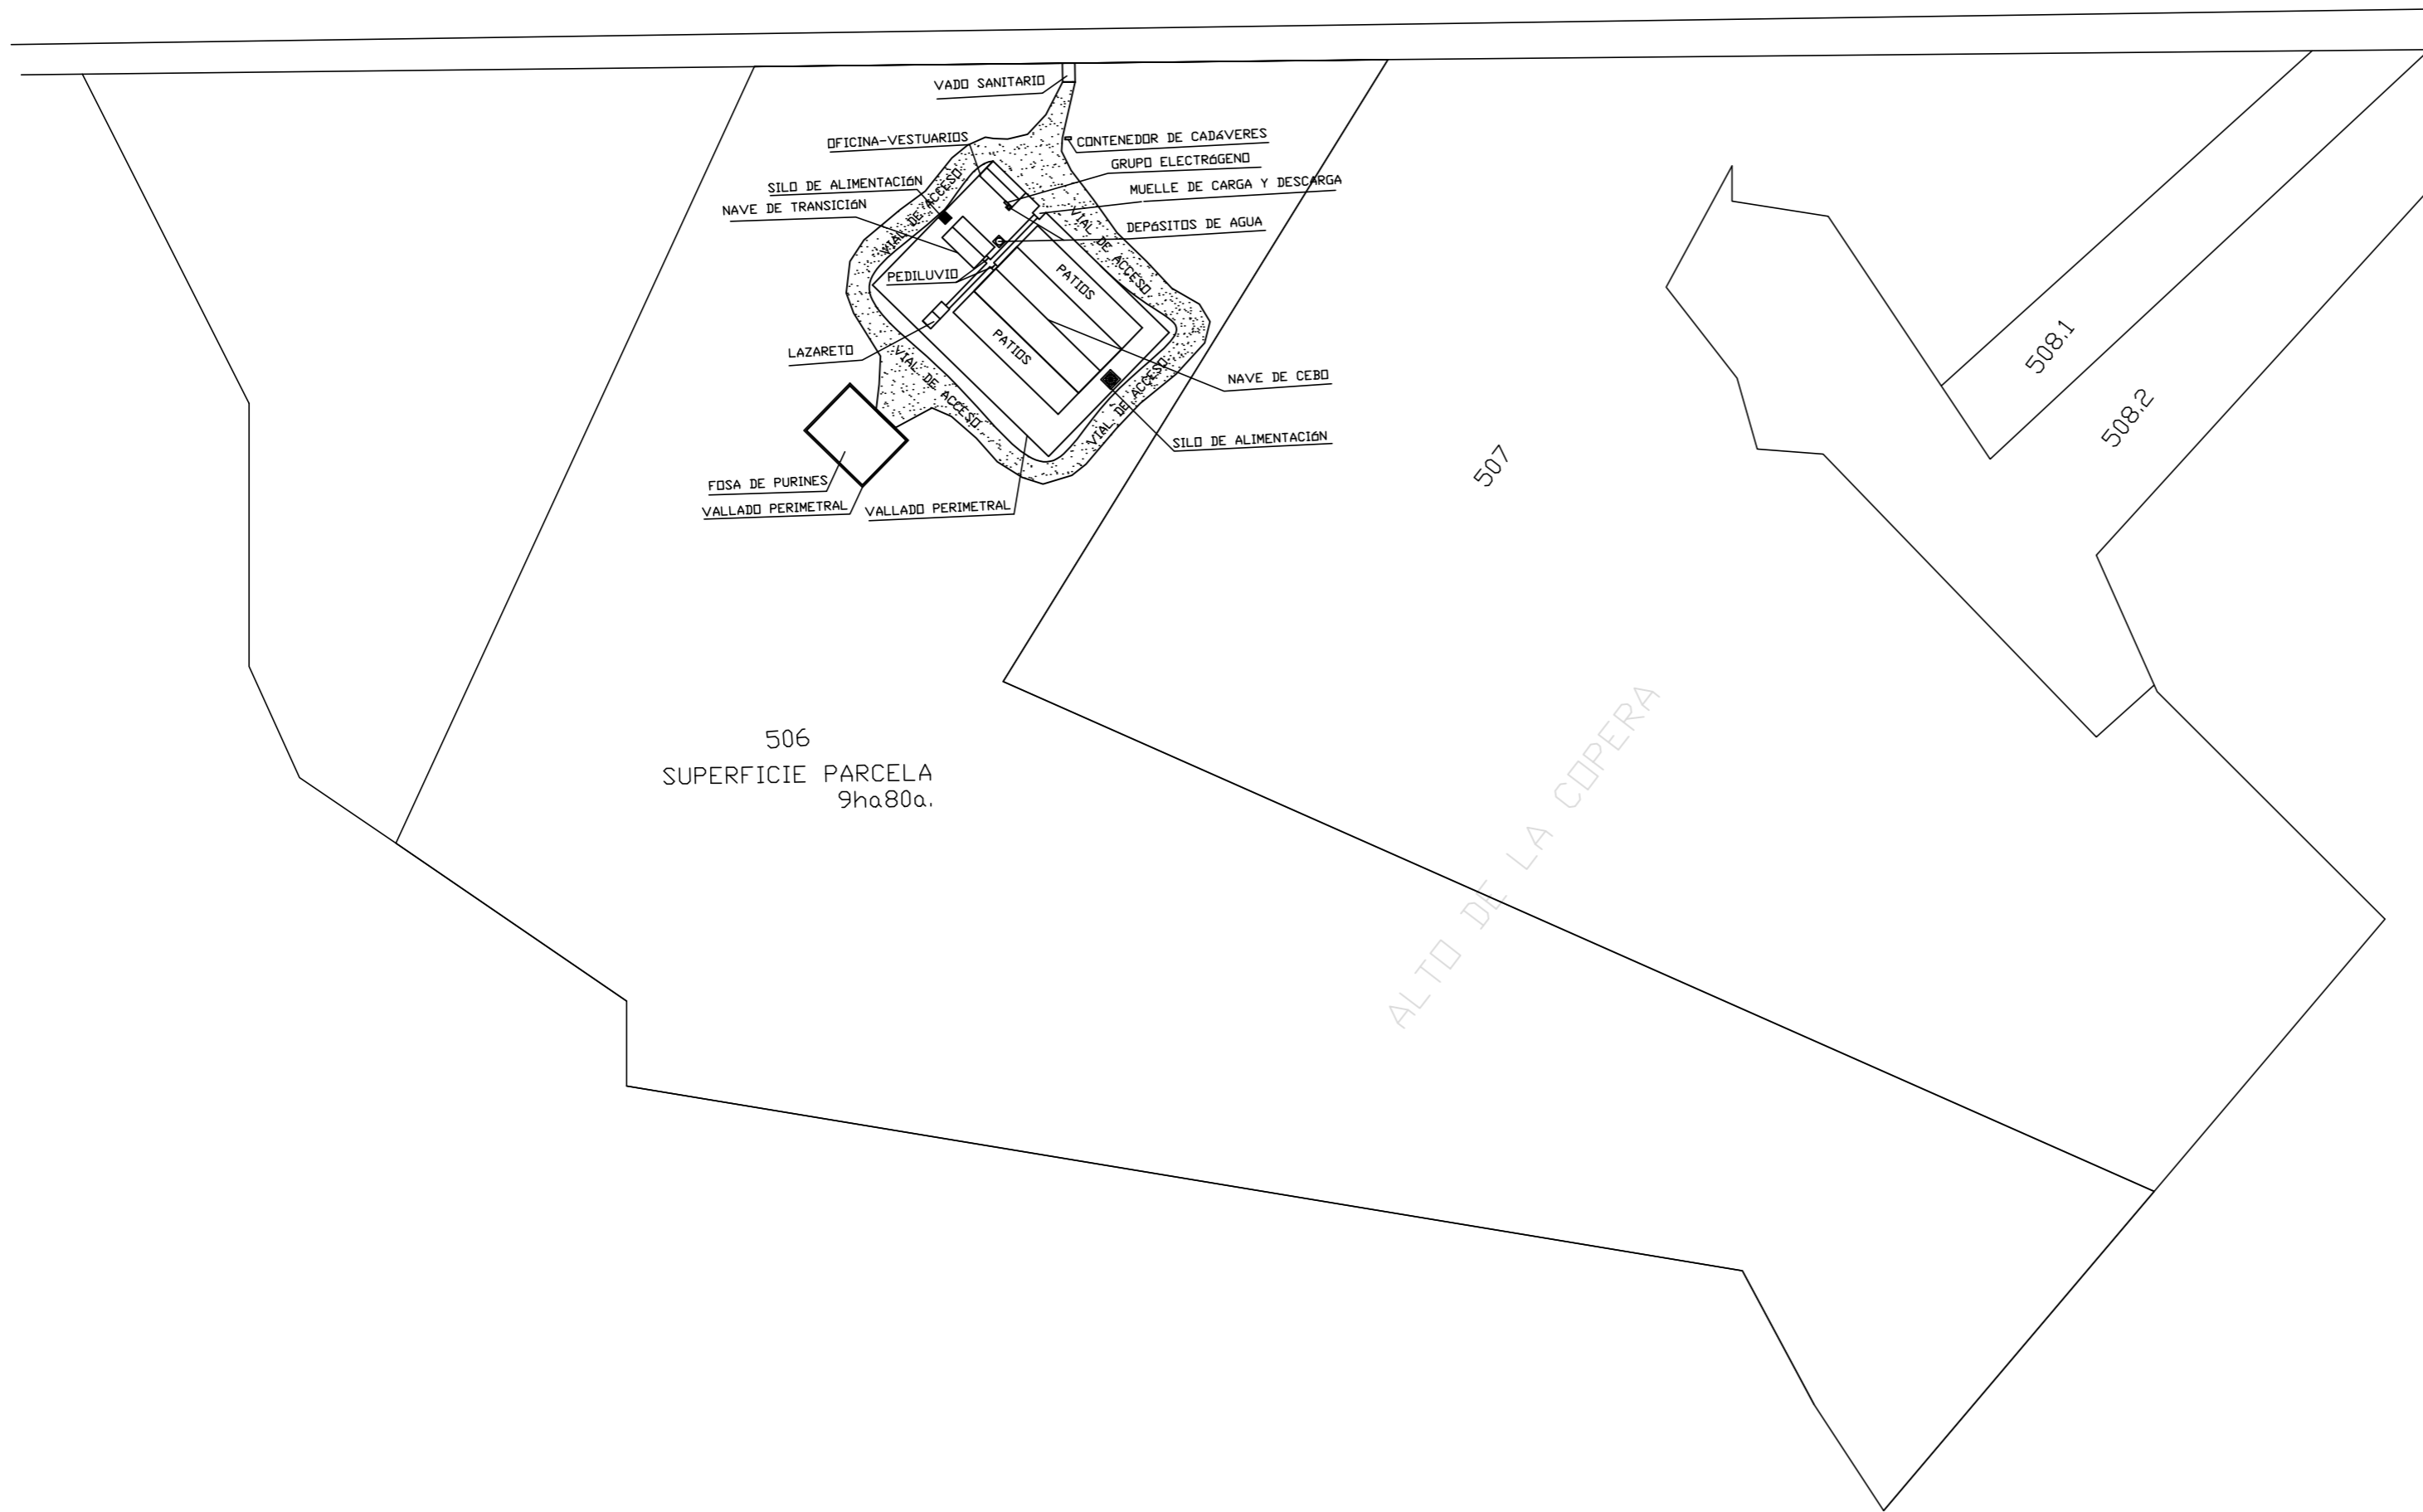 VADO SANITARIO
OFICINA-VESTUARIOS
CONTENEDOR DE CADáVERES
GRUPO ELECTRóGENO
SILO DE ALIMENTACIóN
MUELLE DE CARGA Y DESCARGA
NAVE DE TRANSICIóN
DEPóSITOS DE AGUA
VIAL DE ACCESO
VIAL DE ACCESO
PEDILUVIO
PATIOS
PATIOS
LAZARETO
VIAL DE ACCESO
VIAL DE ACCESO
NAVE DE CEBO
SILO DE ALIMENTACIóN
FOSA DE PURINES
VALLADO PERIMETRAL
VALLADO PERIMETRAL
508.1
508.2
507
506
SUPERFICIE PARCELA
9ha80a.
ALTO DE LA COPERA